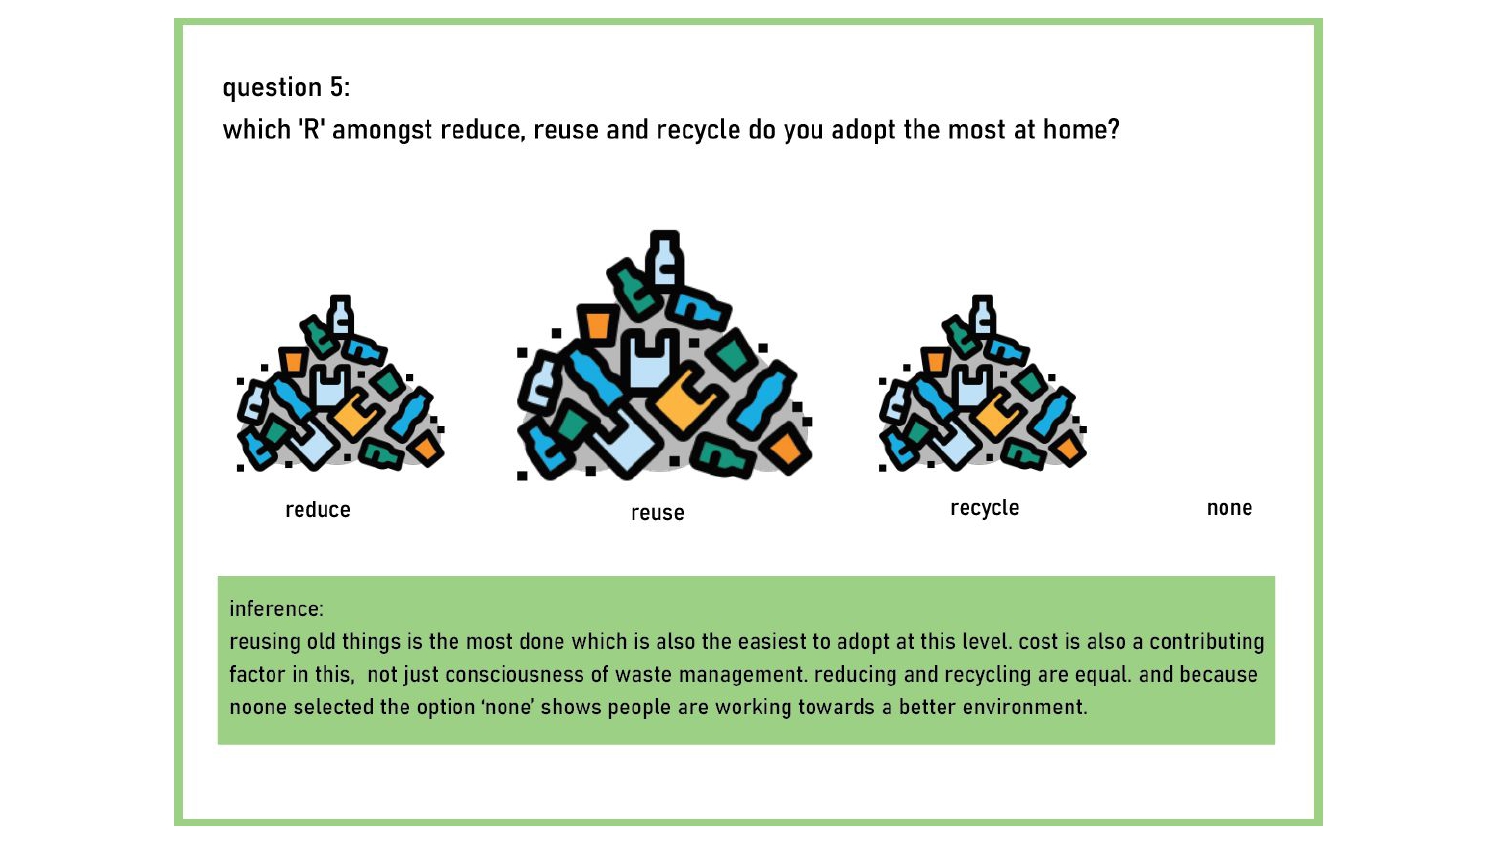 question 5:
which 'R' amongst reduce, reuse and recycle do you adopt the most at home?
reduce
reuse
recycle
none
inference:
reusing old things is the most done which is also the easiest to adopt at this level. cost is also a contributing
factor in this,  not just consciousness of waste management. reducing and recycling are equal. and because
noone selected the option ‘none’ shows people are working towards a better environment.